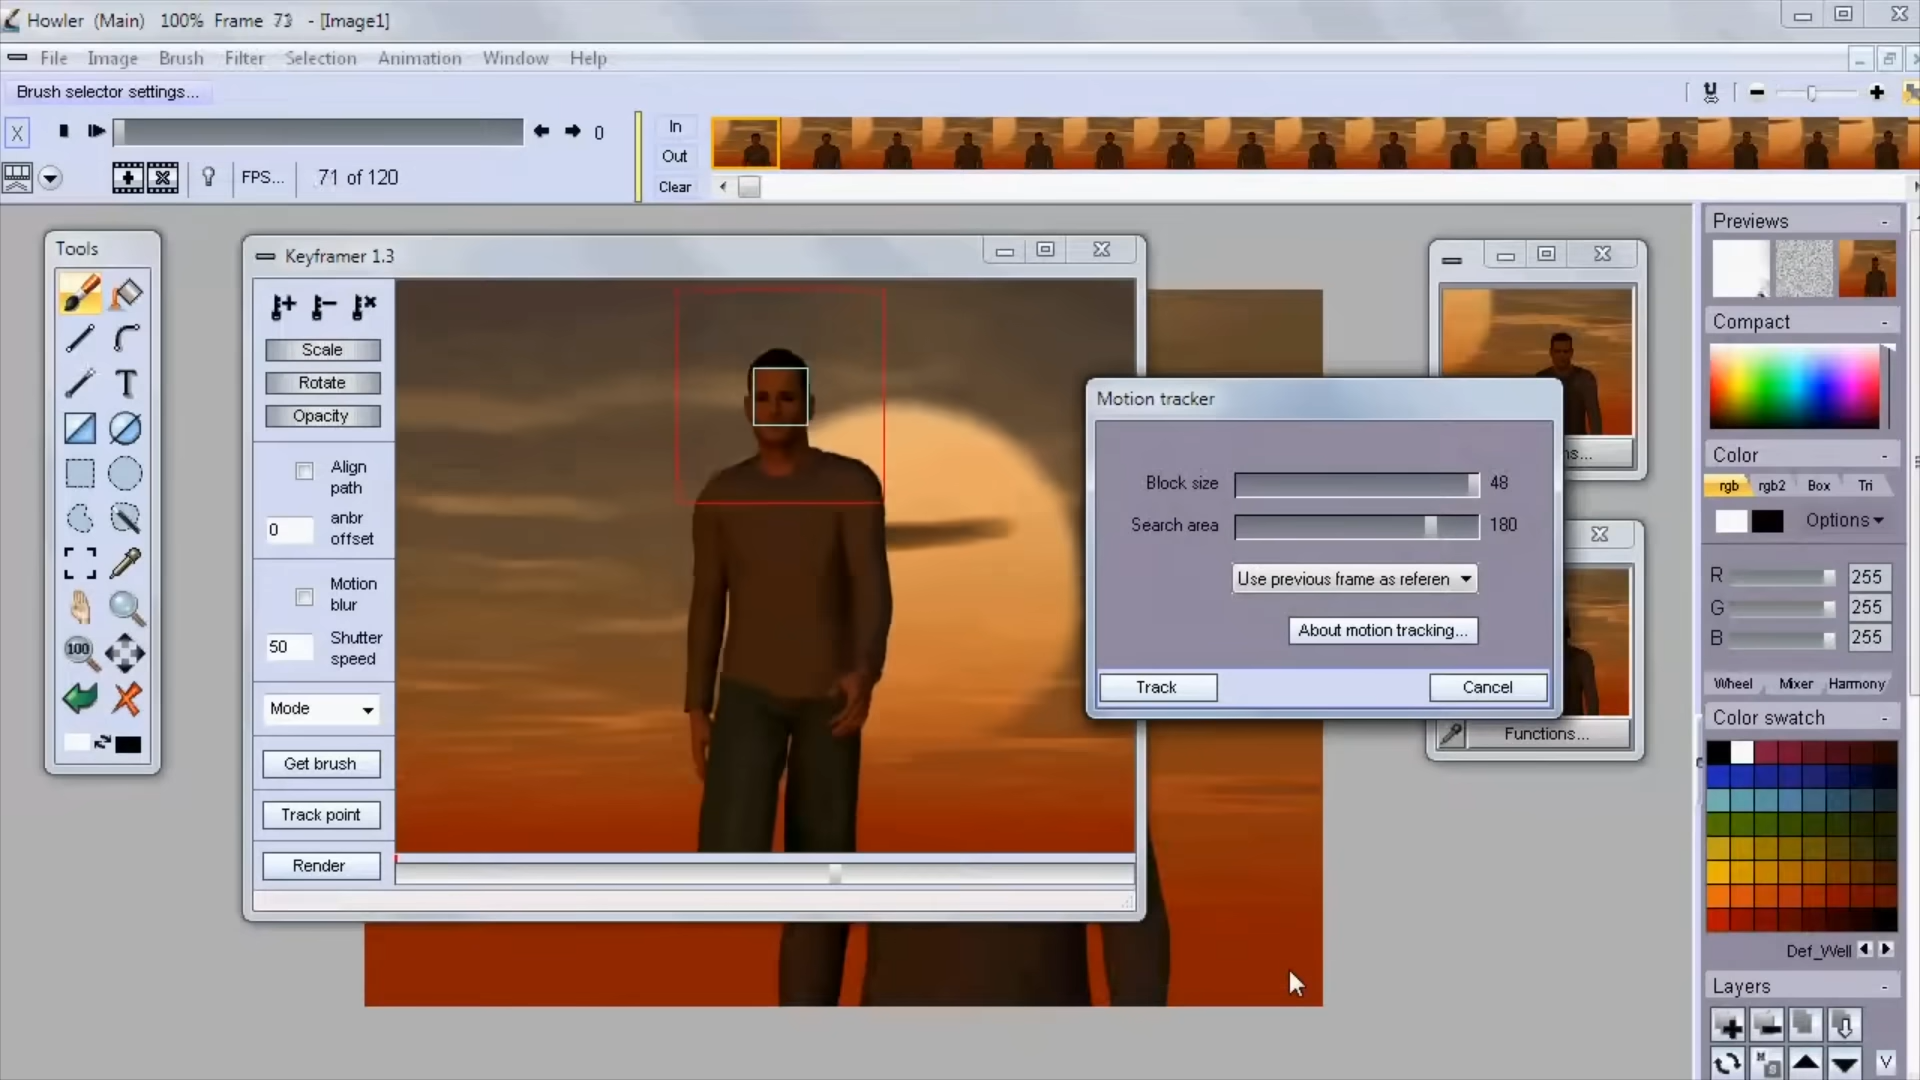 Howler (Main) 100% Frame 73 - [Image1]
File Image Brush Filter Selection Animation Window Help
Brush selector settings...
0
FPS... 71 of 120
In
Out
Clear
Tools
T
100
Keyframer 1.3
Scale
Rotate
Opacity
Align path
0 anbr offset
Motion blur
50 Shutter speed
Mode
Get brush
Track point
Render
Motion tracker
Block size 48
Search area 180
Use previous frame as referen
About motion tracking...
Track Cancel
Functions...
Previews
Compact
Color
rgb rgb2 Box Tri
Options
R 255
G 255
B 255
Wheel Mixer Harmony
Color swatch
Def_Well
Layers
V